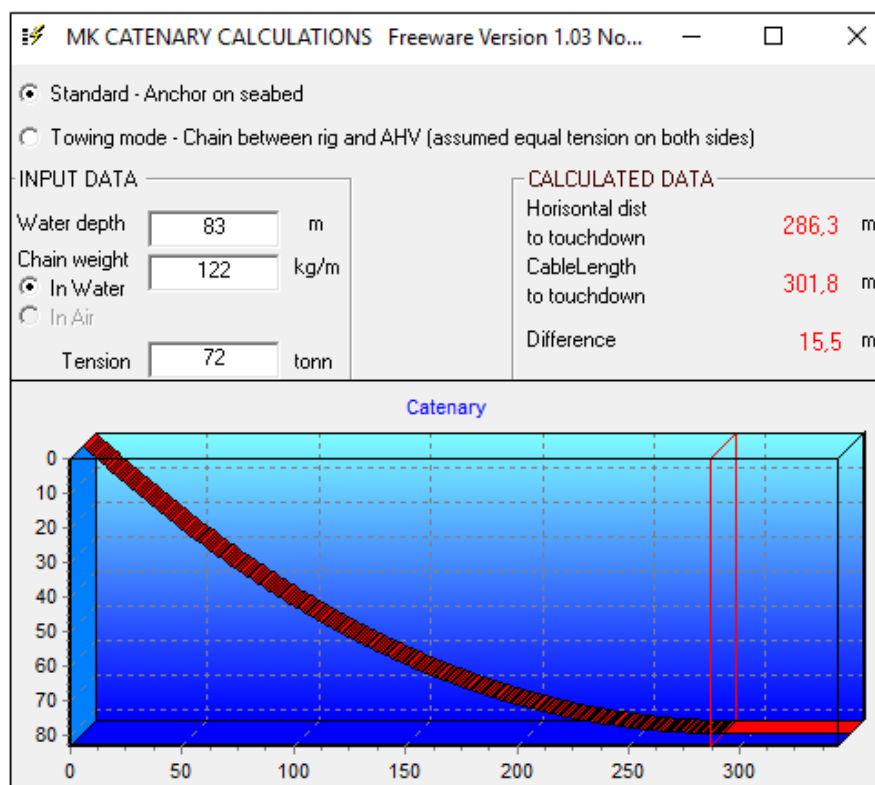 MK CATENARY CALCULATIONS Freeware Version 1.03 No...
Standard - Anchor on seabed
Towing mode - Chain between rig and AHV (assumed equal tension on both sides)
INPUT DATA
Water depth 83 m
Chain weight 122 kg/m
In Water
In Air
Tension 72 tonn
CALCULATED DATA
Horisontal dist
to touchdown 286,3 m
CableLength
to touchdown 301,8 m
Difference 15,5 m
Catenary
0
10
20
30
40
50
60
70
80
0 50 100 150 200 250 300